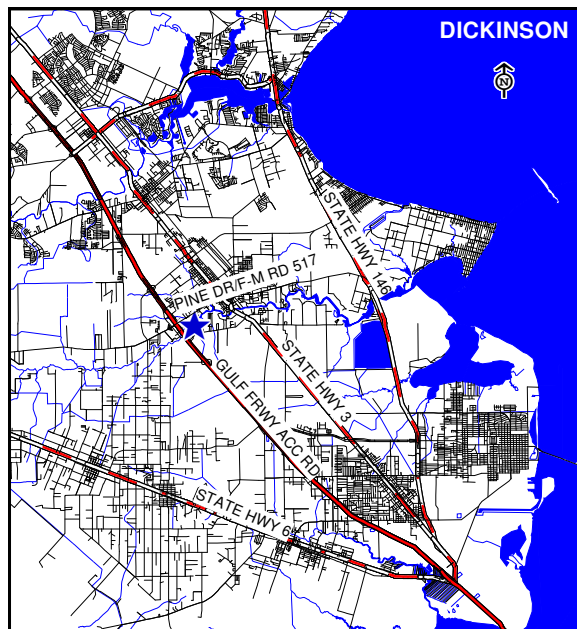 DICKINSON
N
STATE HWY 146
PINE DR/F-M RD 517
STATE HWY 3
GULF FRWY ACC RD
STATE HWY 6